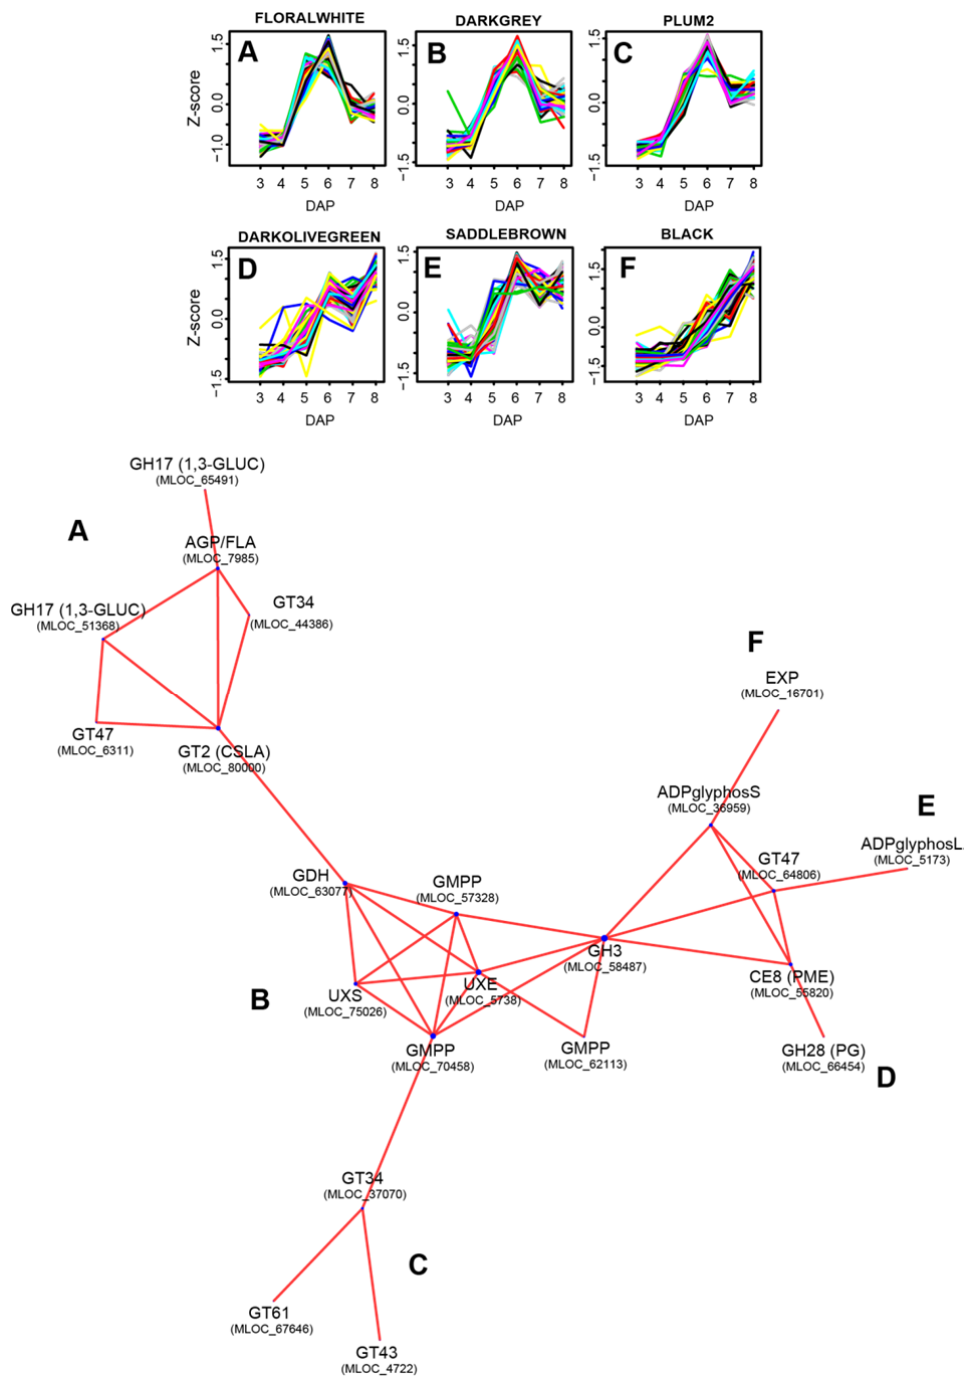 FLORALWHITE
DARKGREY
PLUM2
A
B
C
Z-score
1.5
0.0
−1.0
1.5
0.0
−1.5
1.5
0.0
−1.5
3 4 5 6 7 8
3 4 5 6 7 8
3 4 5 6 7 8
DAP
DAP
DAP
DARKOLIVEGREEN
SADDLEBROWN
BLACK
D
E
F
Z-score
1.5
0.0
−1.5
1.5
0.0
−1.5
1.5
0.0
−1.5
3 4 5 6 7 8
3 4 5 6 7 8
3 4 5 6 7 8
DAP
DAP
DAP
GH17 (1,3-GLUC)
(MLOC_65491)
A
AGP/FLA
(MLOC_7985)
GH17 (1,3-GLUC)
(MLOC_51368)
GT34
(MLOC_44386)
GT47
(MLOC_6311)
GT2 (CSLA)
(MLOC_80000)
F
EXP
(MLOC_16701)
ADPglyphosS
(MLOC_36959)
E
ADPglyphosL
(MLOC_5173)
GT47
(MLOC_64806)
GDH
(MLOC_63077)
GMPP
(MLOC_57328)
GH3
(MLOC_58487)
CE8 (PME)
(MLOC_55820)
B
UXS
(MLOC_75026)
UXE
(MLOC_5738)
GMPP
(MLOC_70458)
GMPP
(MLOC_62113)
GH28 (PG)
(MLOC_66454)
D
GT34
(MLOC_37070)
C
GT61
(MLOC_67646)
GT43
(MLOC_4722)